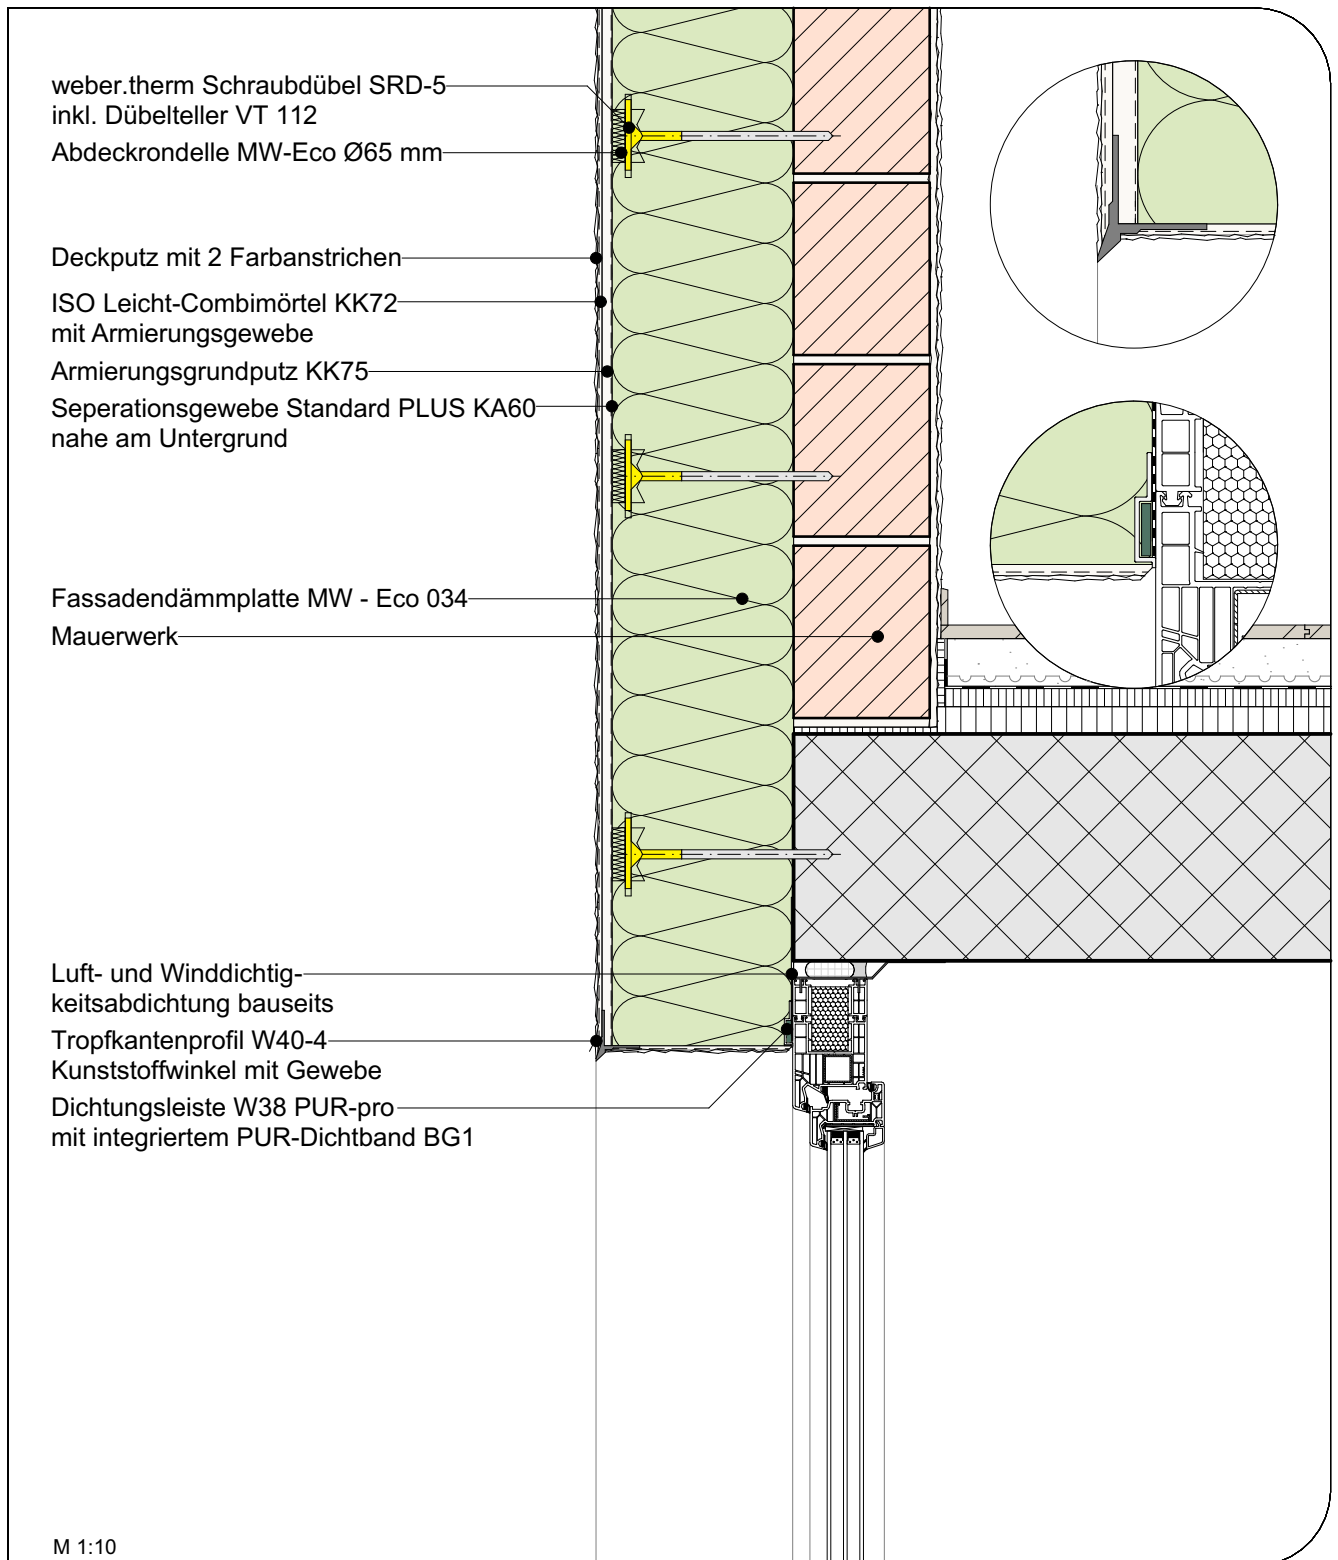 weber.therm Schraubdübel SRD-5
inkl. Dübelteller VT 112
Abdeckrondelle MW-Eco Ø65 mm
Deckputz mit 2 Farbanstrichen
ISO Leicht-Combimörtel KK72
mit Armierungsgewebe
Armierungsgrundputz KK75
Seperationsgewebe Standard PLUS KA60
nahe am Untergrund
Fassadendämmplatte MW - Eco 034
Mauerwerk
Luft- und Winddichtig-
keitsabdichtung bauseits
Tropfkantenprofil W40-4
Kunststoffwinkel mit Gewebe
Dichtungsleiste W38 PUR-pro
mit integriertem PUR-Dichtband BG1
M 1:10